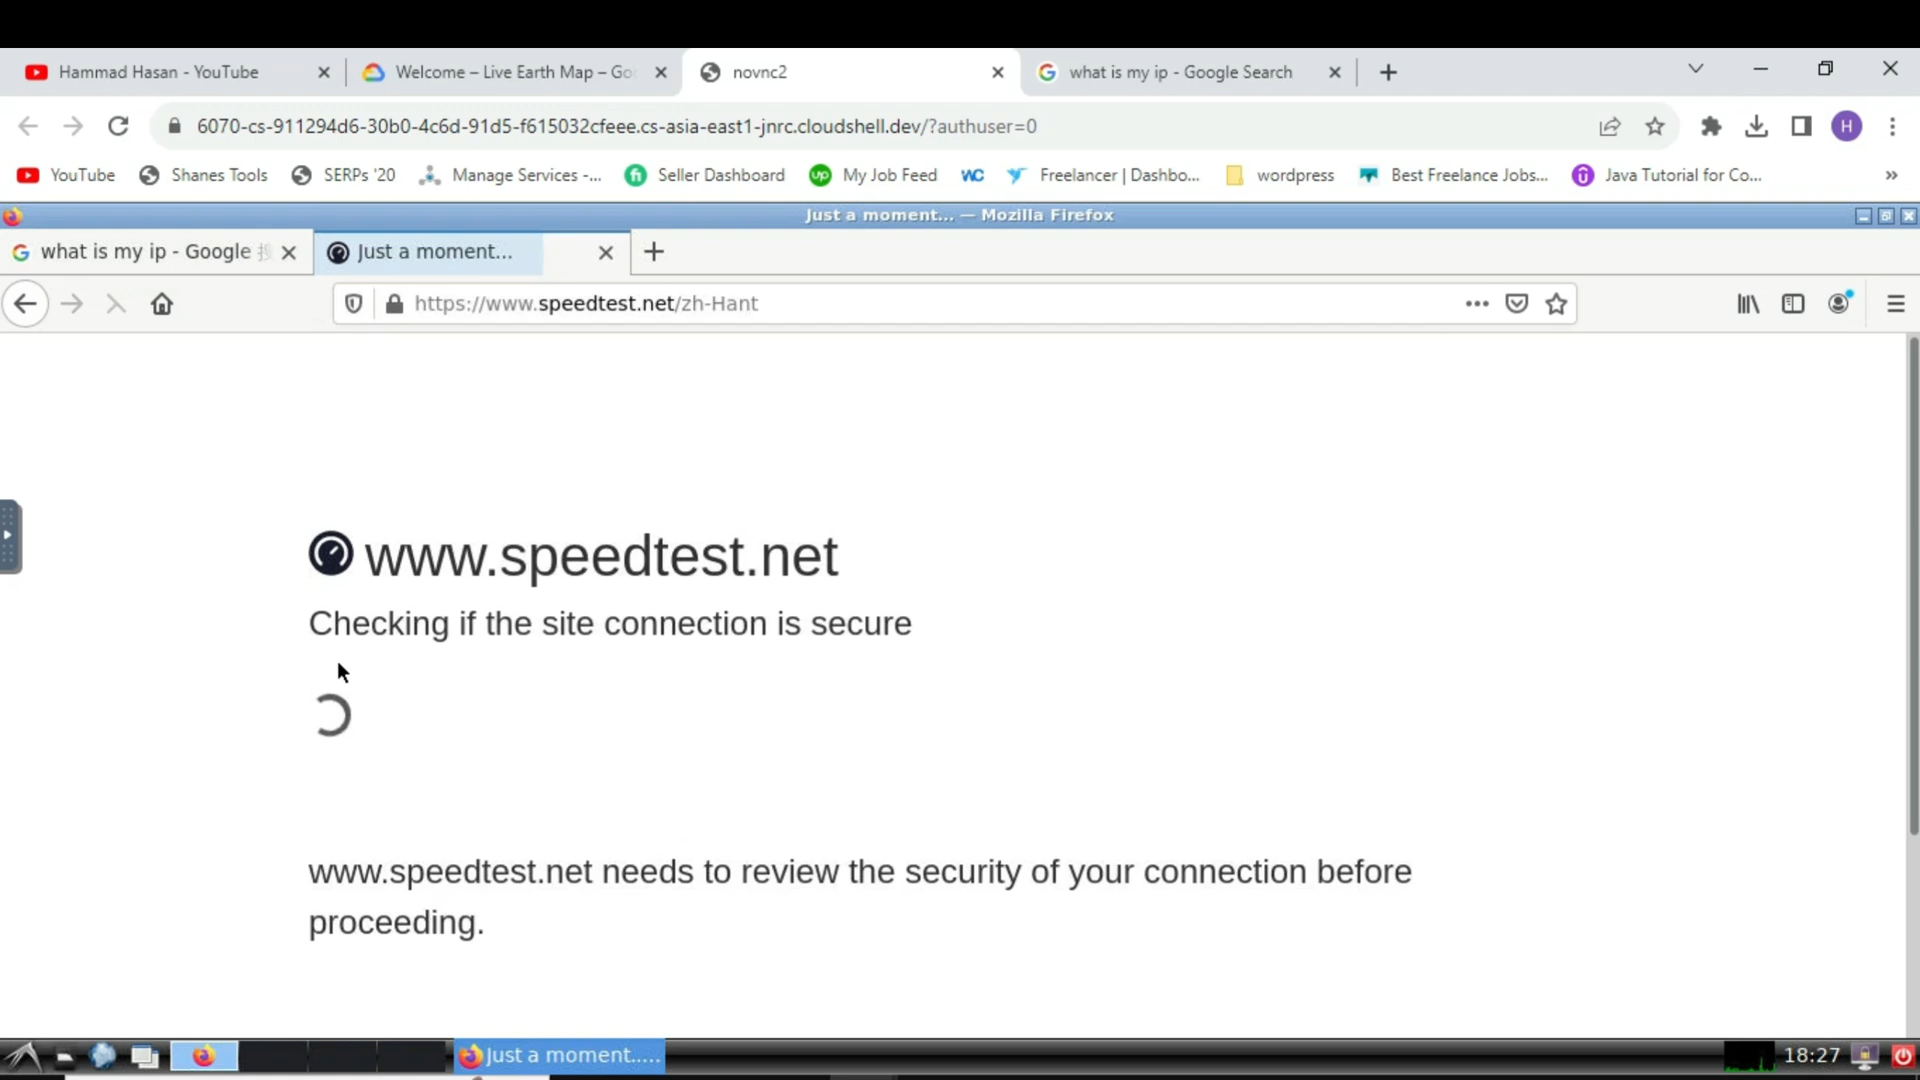 Hammad Hasan - YouTube
Welcome – Live Earth Map – Go
novnc2
what is my ip - Google Search
6070-cs-911294d6-30b0-4c6d-91d5-f615032cfeee.cs-asia-east1-jnrc.cloudshell.dev/?authuser=0
H
YouTube
Shanes Tools
SERPs '20
Manage Services -...
fi
Seller Dashboard
up
My Job Feed
WC
Freelancer | Dashbo...
wordpress
Best Freelance Jobs...
Java Tutorial for Co...
»
Just a moment... — Mozilla Firefox
what is my ip - Google 搜
Just a moment...
https://www.speedtest.net/zh-Hant
www.speedtest.net
Checking if the site connection is secure
www.speedtest.net needs to review the security of your connection before
proceeding.
Just a moment.....
18:27